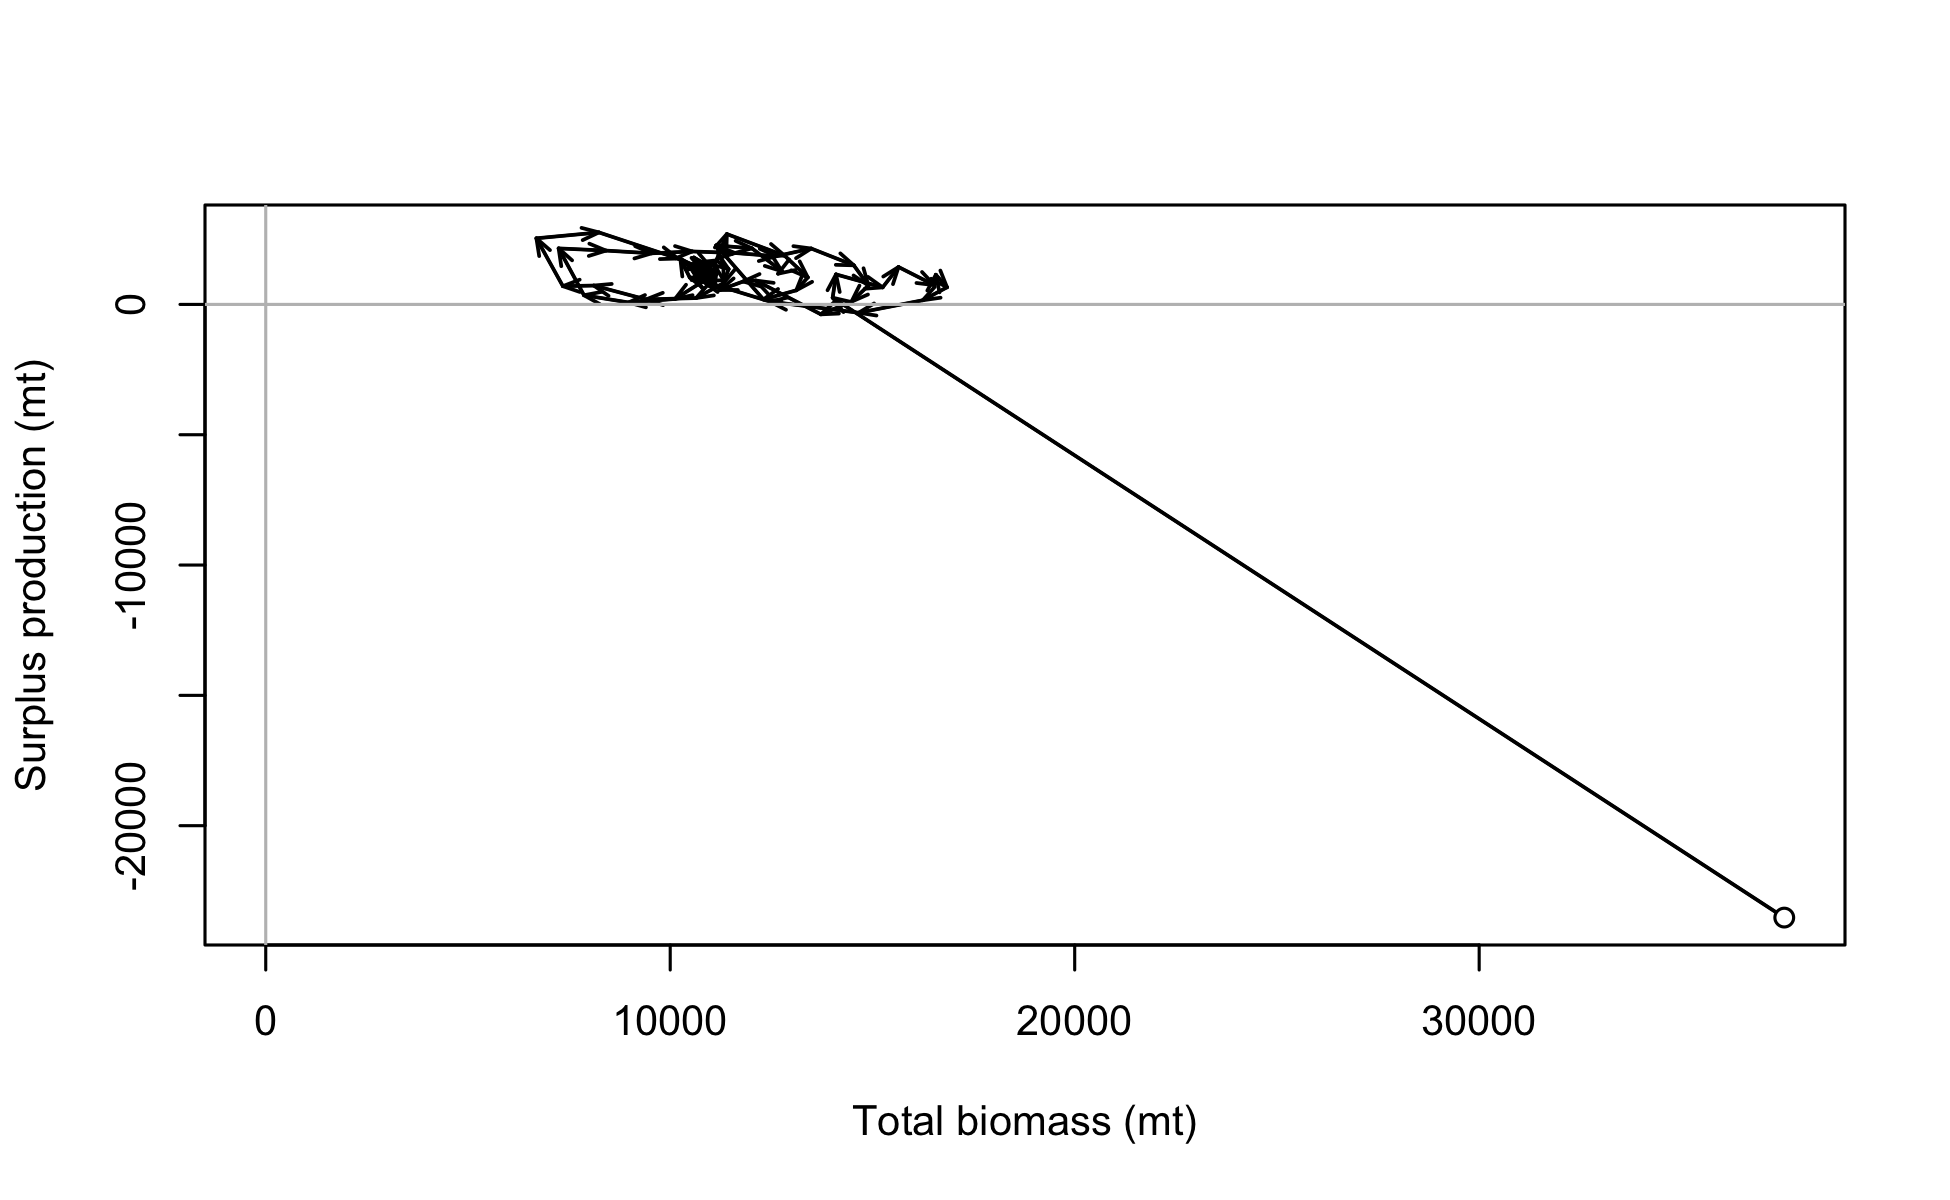 Surplus production (mt)
0
-10000
-20000
0 10000 20000 30000
Total biomass (mt)